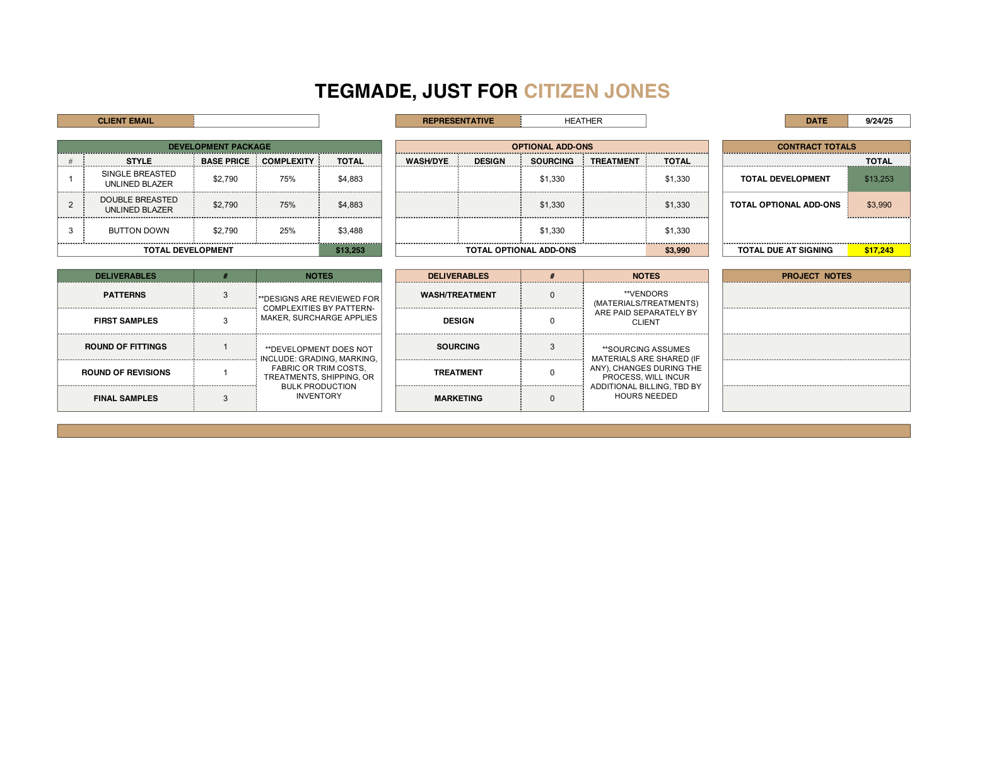 TEGMADE, JUST FOR CITIZEN JONES
CLIENT EMAIL
REPRESENTATIVE HEATHER
DATE 9/24/25
DEVELOPMENT PACKAGE
# STYLE BASE PRICE COMPLEXITY TOTAL
1 SINGLE BREASTED
UNLINED BLAZER $2,790 75% $4,883
2 DOUBLE BREASTED
UNLINED BLAZER $2,790 75% $4,883
3 BUTTON DOWN $2,790 25% $3,488
TOTAL DEVELOPMENT $13,253
OPTIONAL ADD-ONS
WASH/DYE DESIGN SOURCING TREATMENT TOTAL
$1,330 $1,330
$1,330 $1,330
$1,330 $1,330
TOTAL OPTIONAL ADD-ONS $3,990
CONTRACT TOTALS
TOTAL
TOTAL DEVELOPMENT $13,253
TOTAL OPTIONAL ADD-ONS $3,990
TOTAL DUE AT SIGNING $17,243
DELIVERABLES # NOTES
PATTERNS 3
FIRST SAMPLES 3
ROUND OF FITTINGS 1
ROUND OF REVISIONS 1
FINAL SAMPLES 3
**DESIGNS ARE REVIEWED FOR
COMPLEXITIES BY PATTERN-
MAKER, SURCHARGE APPLIES
**DEVELOPMENT DOES NOT
INCLUDE: GRADING, MARKING,
FABRIC OR TRIM COSTS,
TREATMENTS, SHIPPING, OR
BULK PRODUCTION
INVENTORY
DELIVERABLES # NOTES
WASH/TREATMENT 0
DESIGN 0
SOURCING 3
TREATMENT 0
MARKETING 0
**VENDORS
(MATERIALS/TREATMENTS)
ARE PAID SEPARATELY BY
CLIENT
**SOURCING ASSUMES
MATERIALS ARE SHARED (IF
ANY), CHANGES DURING THE
PROCESS, WILL INCUR
ADDITIONAL BILLING, TBD BY
HOURS NEEDED
PROJECT NOTES